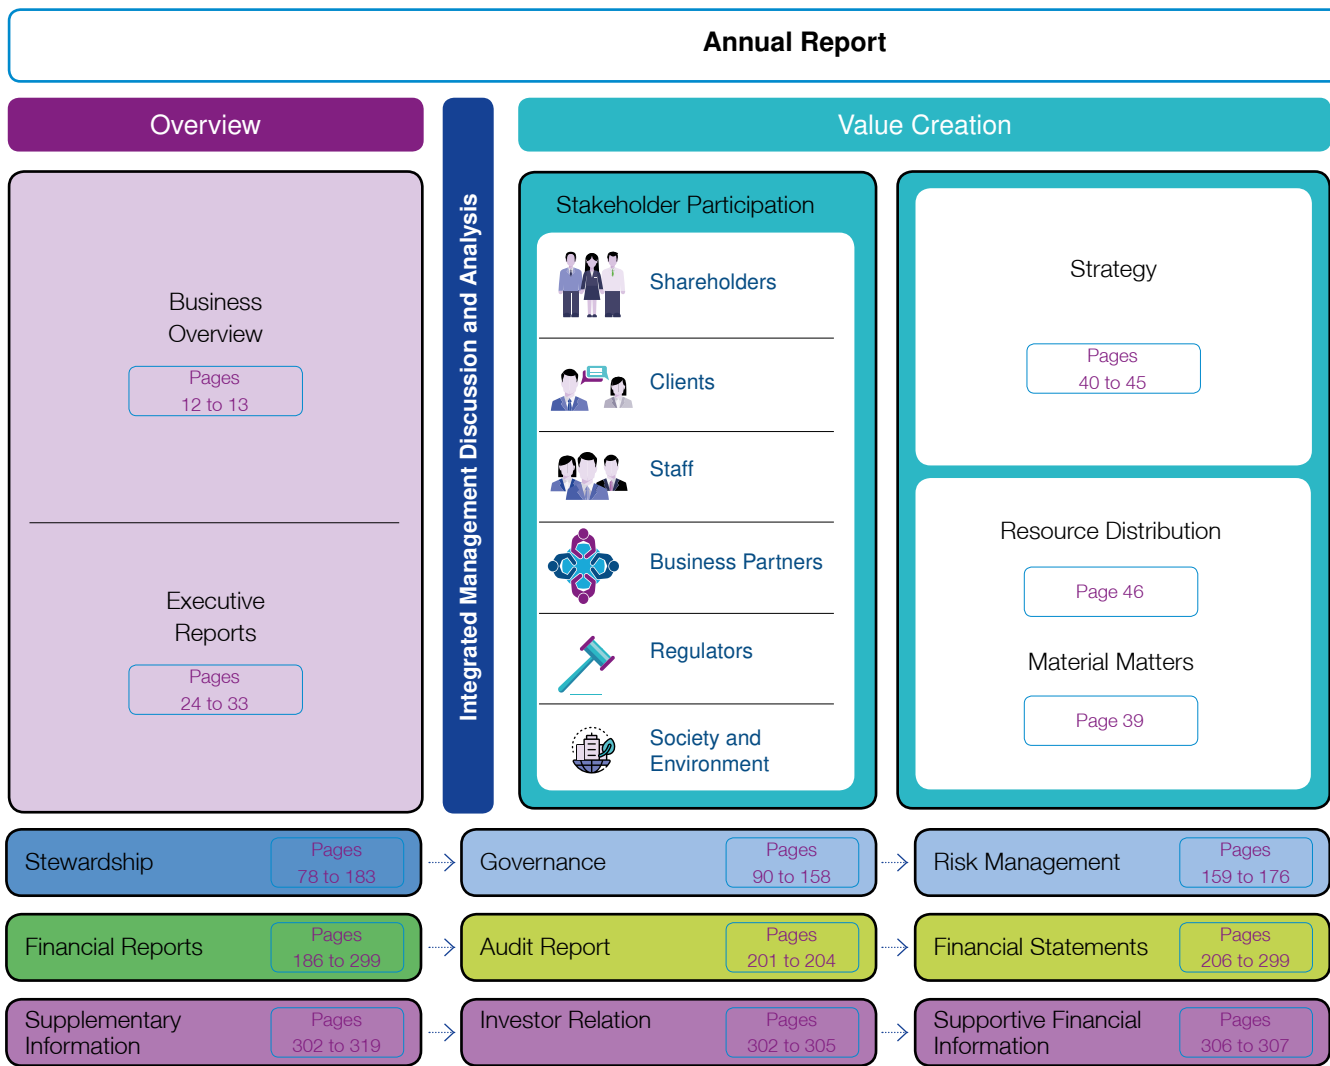 Annual Report
Overview
Value Creation
Business
Overview
Pages
12 to 13
Executive
Reports
Pages
24 to 33
Integrated Management Discussion and Analysis
Stakeholder Participation
Shareholders
Clients
Staff
Business Partners
Regulators
Society and
Environment
Strategy
Pages
40 to 45
Resource Distribution
Page 46
Material Matters
Page 39
Stewardship
Pages
78 to 183
Governance
Pages
90 to 158
Risk Management
Pages
159 to 176
Financial Reports
Pages
186 to 299
Audit Report
Pages
201 to 204
Financial Statements
Pages
206 to 299
Supplementary
Information
Pages
302 to 319
Investor Relation
Pages
302 to 305
Supportive Financial
Information
Pages
306 to 307